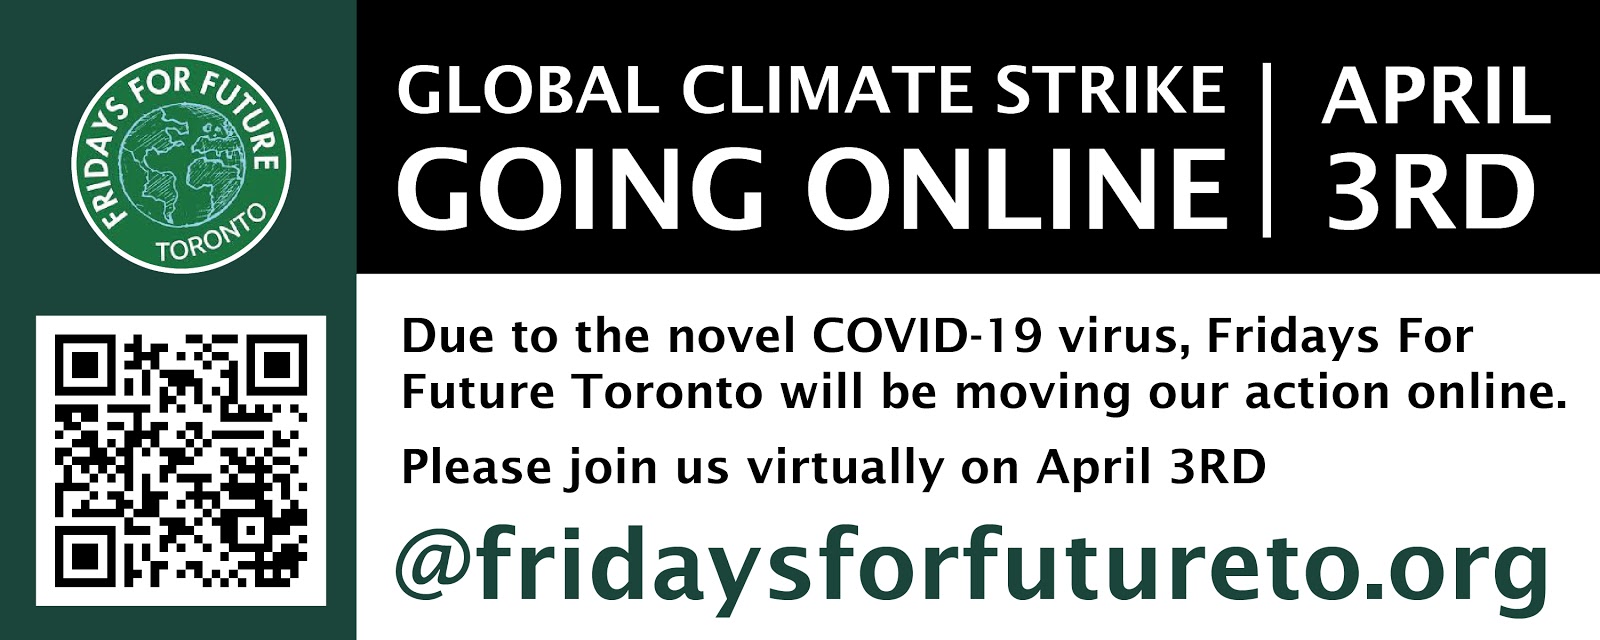 FRIDAYS FOR FUTURE
TORONTO
GLOBAL CLIMATE STRIKE
GOING ONLINE
APRIL
3RD
Due to the novel COVID-19 virus, Fridays For
Future Toronto will be moving our action online.
Please join us virtually on April 3RD
@fridaysforfutureto.org